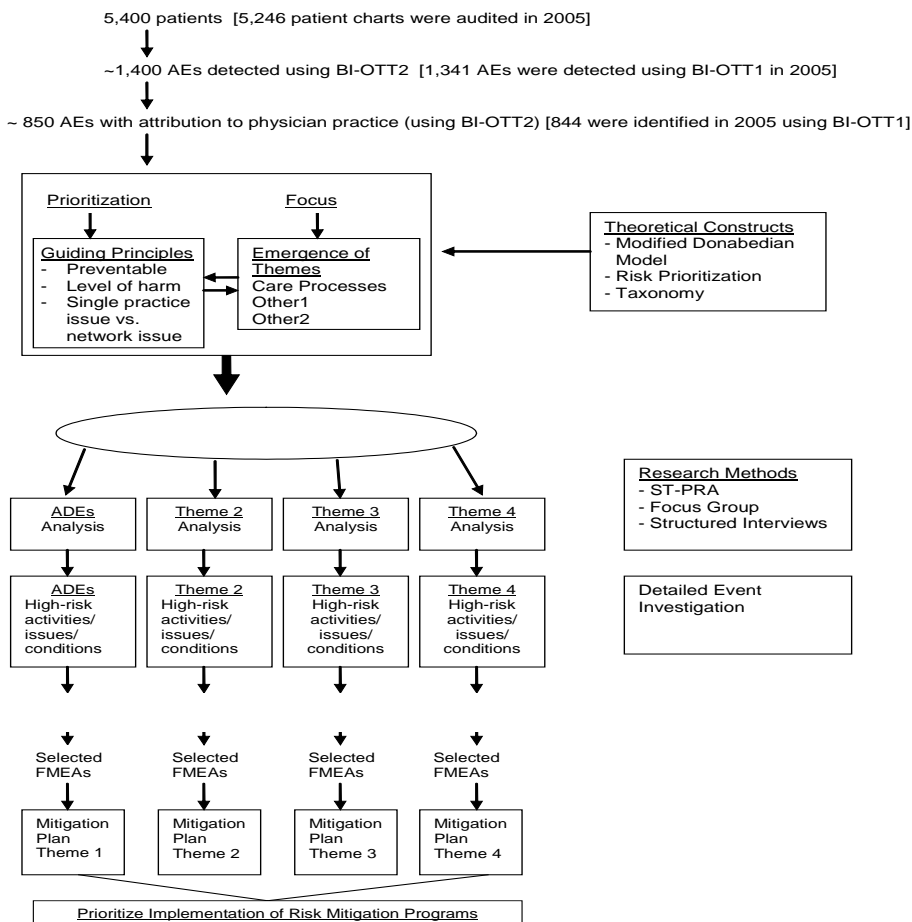 5,400 patients [5,246 patient charts were audited in 2005]
~1,400 AEs detected using BI-OTT2 [1,341 AEs were detected using BI-OTT1 in 2005]
~ 850 AEs with attribution to physician practice (using BI-OTT2) [844 were identified in 2005 using BI-OTT1]
Prioritization
Focus
Guiding Principles
- Preventable
- Level of harm
- Single practice
issue vs.
network issue
Emergence of
Themes
Care Processes
Other1
Other2
Theoretical Constructs
- Modified Donabedian
Model
- Risk Prioritization
- Taxonomy
ADEs
Analysis
Theme 2
Analysis
Theme 3
Analysis
Theme 4
Analysis
Research Methods
- ST-PRA
- Focus Group
- Structured Interviews
ADEs
High-risk
activities/
issues/
conditions
Theme 2
High-risk
activities/
issues/
conditions
Theme 3
High-risk
activities/
issues/
conditions
Theme 4
High-risk
activities/
issues/
conditions
Detailed Event
Investigation
Selected
FMEAs
Selected
FMEAs
Selected
FMEAs
Selected
FMEAs
Mitigation
Plan
Theme 1
Mitigation
Plan
Theme 2
Mitigation
Plan
Theme 3
Mitigation
Plan
Theme 4
Prioritize Implementation of Risk Mitigation Programs